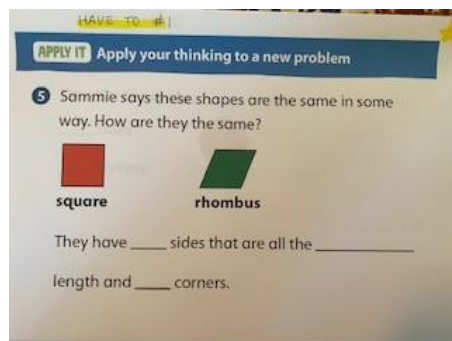 HAVE TO #1
APPLY IT Apply your thinking to a new problem
5 Sammie says these shapes are the same in some
way. How are they the same?
square rhombus
They have ____ sides that are all the ____________
length and ____ corners.